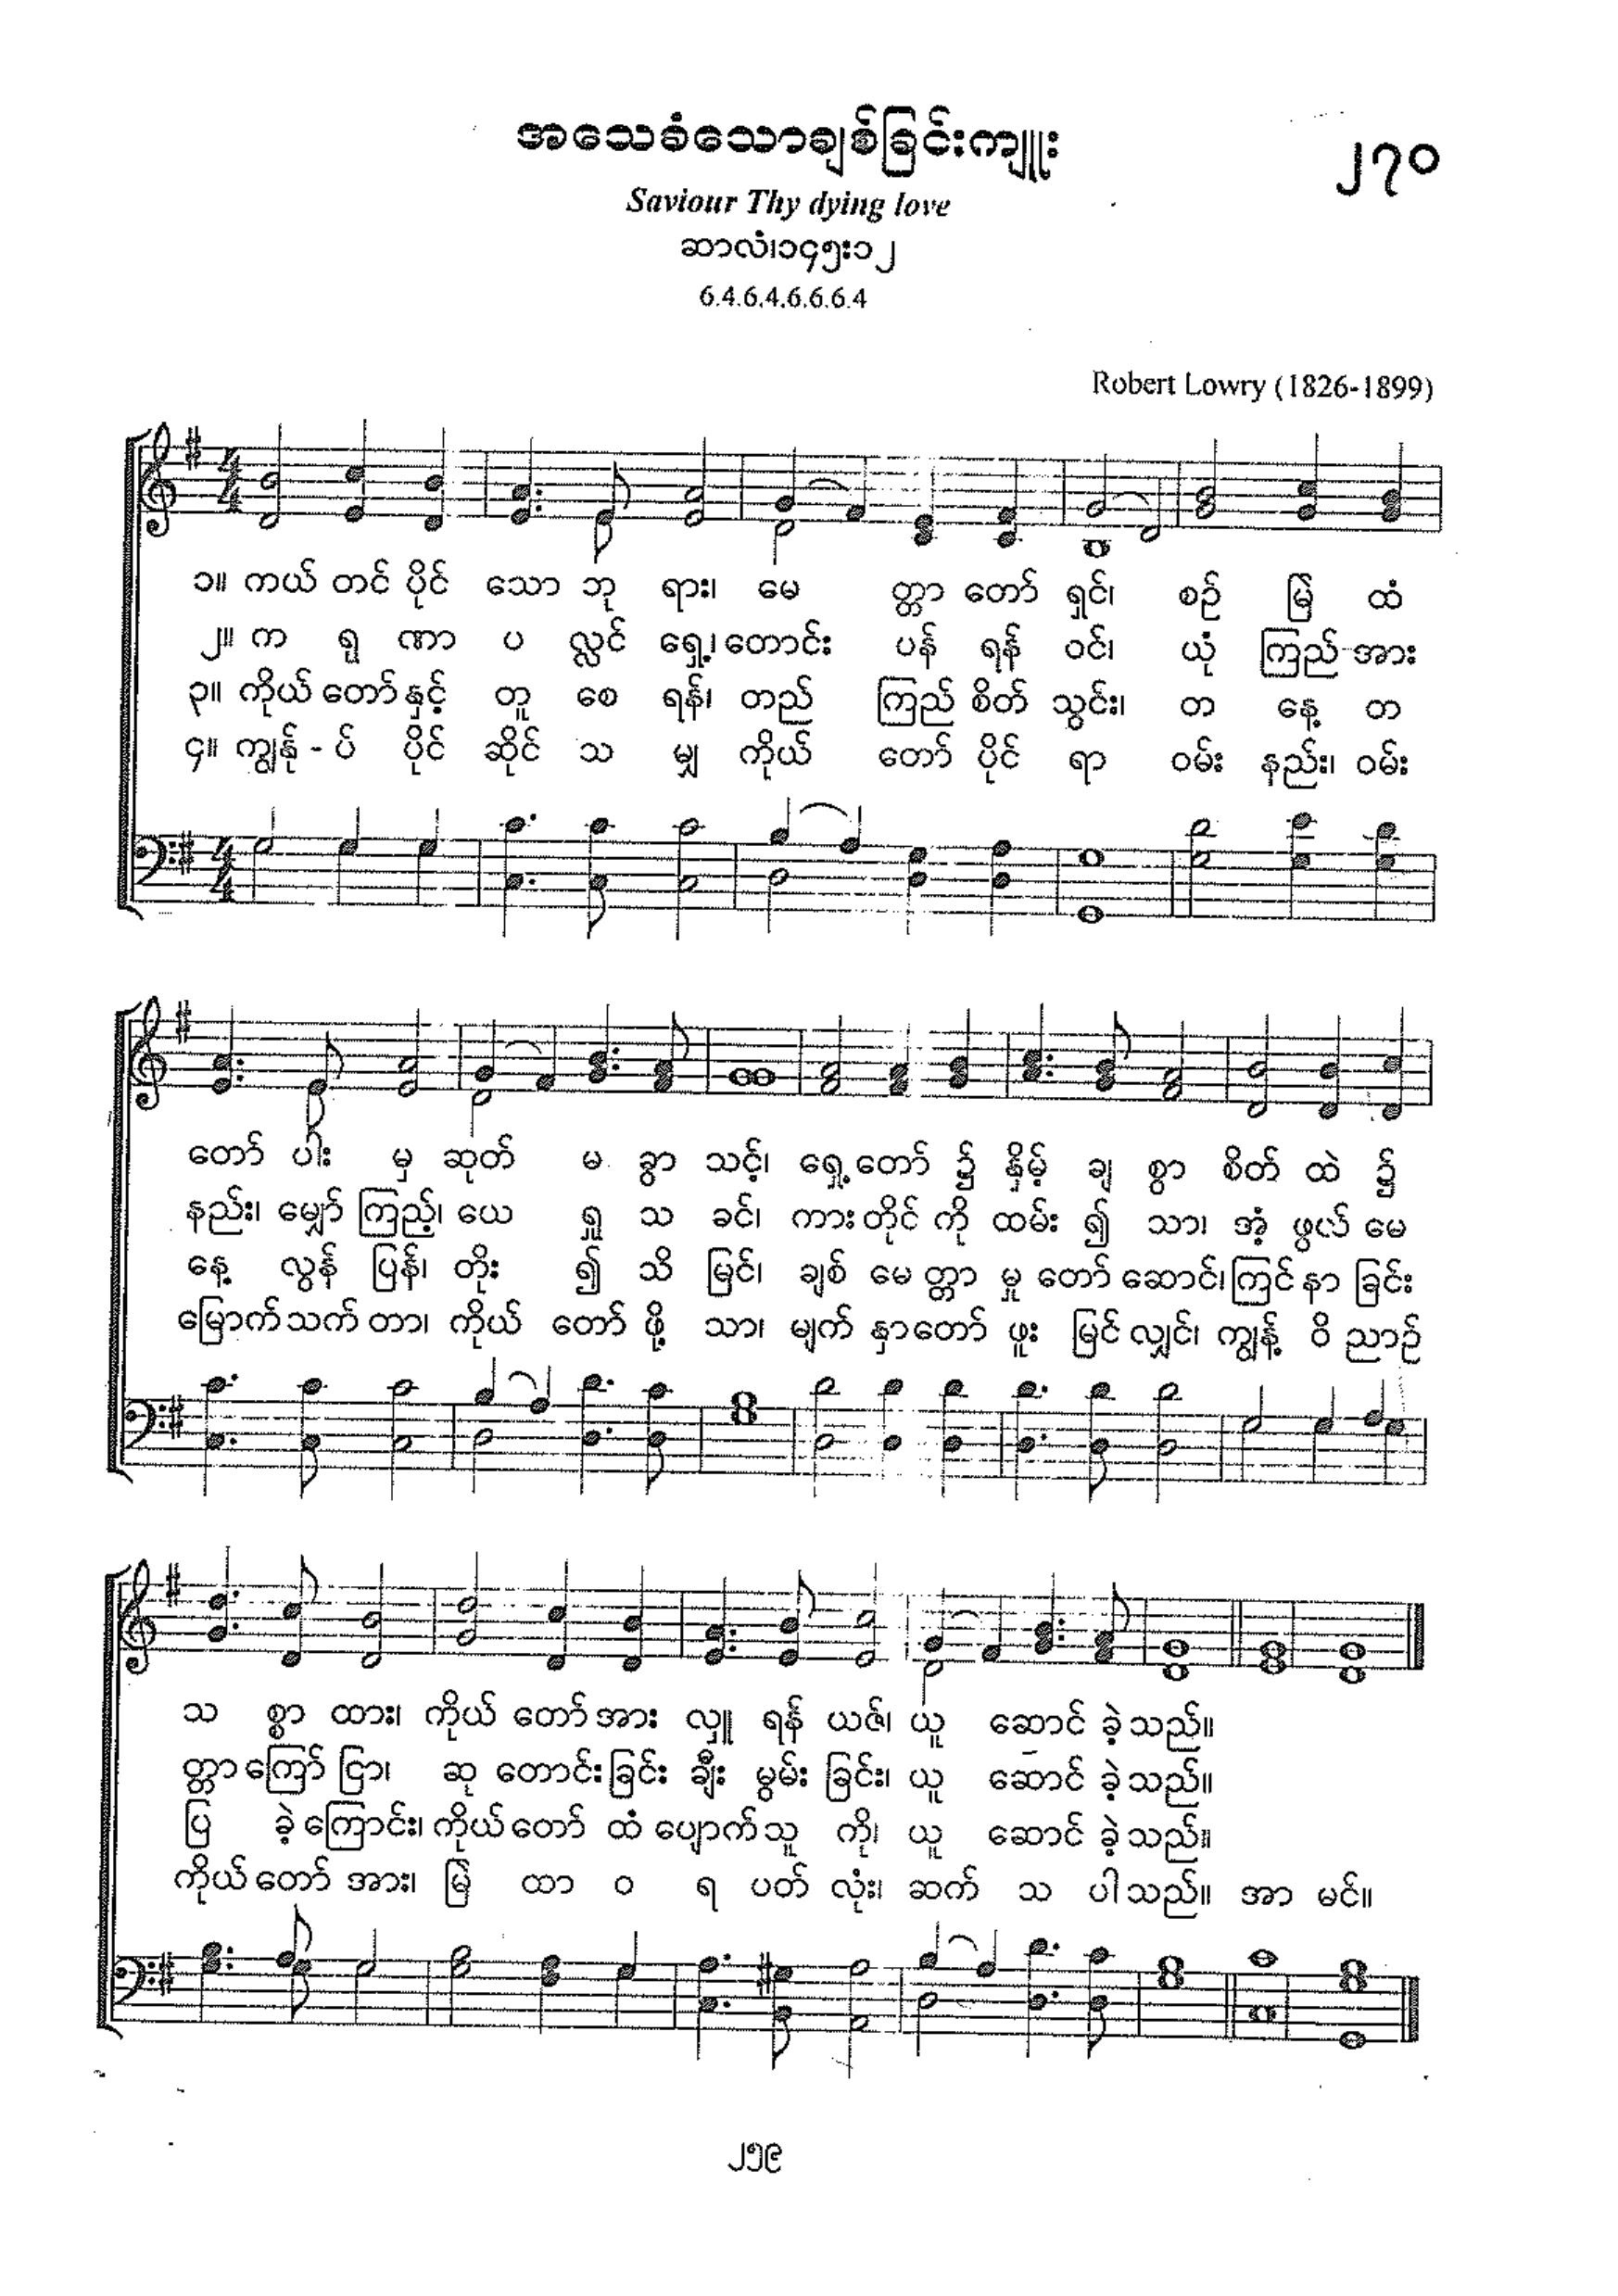 အသေခံသောချစ်ခြင်းကျူး
၂၇၀
Saviour Thy dying love
ဆာလံ၊၁၄၅း၁၂
6.4.6.4.6.6.6.4
Robert Lowry (1826-1899)
၁။ ကယ် တင် ပိုင် သော ဘု ရား၊ မေ တ္တာ တော် ရှင်၊ စဉ် မြဲ ထံ
၂။ က ရု ဏာ ပ လ္လင် ရှေ့၊ တောင်း ပန် ရန် ဝင်၊ ယုံ ကြည် အား
၃။ ကိုယ် တော် နှင့် တူ စေ ရန်၊ တည် ကြည် စိတ် သွင်း၊ တ နေ့ တ
၄။ ကျွန်ု - ပ် ပိုင် ဆိုင် သ မျှ ကိုယ် တော် ပိုင် ရာ ဝမ်း နည်း၊ ဝမ်း
4 4
4 4
တော် ပါး မှ ဆုတ် မ ခွာ သင့်၊ ရှေ့ တော် ၌ နှိမ့် ချ စွာ စိတ် ထဲ ၌
နည်း၊ မျှော် ကြည့်၊ ယေ ရှု သ ခင်၊ ကား တိုင် ကို ထမ်း ၍ သာ၊ အံ့ ဖွယ် မေ
နေ့ လွန် ပြန်၊ တိုး ၍ သိ မြင်၊ ချစ် မေ တ္တာ မှု တော် ဆောင်၊ ကြင် နာ ခြင်း
မြောက် သက် တာ၊ ကိုယ် တော် ဖို့ သာ၊ မျက် နှာ တော် ဖူး မြင် လျှင်၊ ကျွန့် ဝိ ညာဉ်
သ စ္စာ ထား၊ ကိုယ် တော် အား လှူ ရန် ယဇ်၊ ယူ ဆောင် ခဲ့ သည်။
တ္တာ ကြော် ငြာ၊ ဆု တောင်း ခြင်း ချီး မွမ်း ခြင်း၊ ယူ ဆောင် ခဲ့ သည်။
ပြ ခဲ့ ကြောင်း၊ ကိုယ် တော် ထံ ပျောက် သူ ကို၊ ယူ ဆောင် ခဲ့ သည်။
ကိုယ် တော် အား၊ မြဲ ထာ ဝ ရ ပတ် လုံး၊ ဆက် သ ပါ သည်။ အာ မင်။
၂၅၉